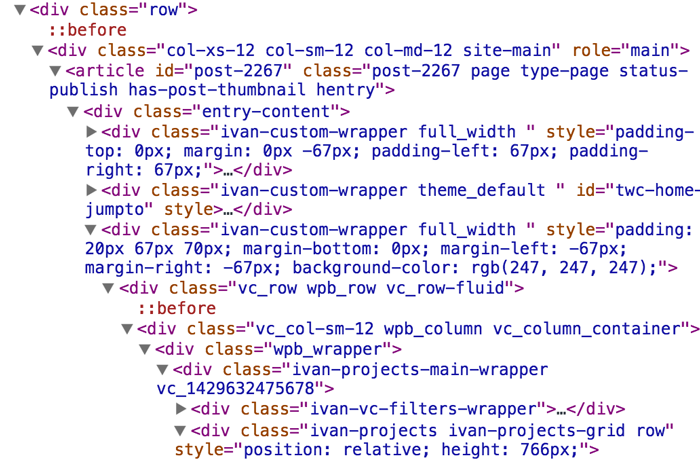 ▼<div class="row">
::before
▼<div class="col-xs-12 col-sm-12 col-md-12 site-main" role="main">
▼<article id="post-2267" class="post-2267 page type-page status-
publish has-post-thumbnail hentry">
▼<div class="entry-content">
▶<div class="ivan-custom-wrapper full_width " style="padding-
top: 0px; margin: 0px -67px; padding-left: 67px; padding-
right: 67px;">…</div>
▶<div class="ivan-custom-wrapper theme_default " id="twc-home-
jumpto" style>…</div>
▼<div class="ivan-custom-wrapper full_width " style="padding:
20px 67px 70px; margin-bottom: 0px; margin-left: -67px;
margin-right: -67px; background-color: rgb(247, 247, 247);">
▼<div class="vc_row wpb_row vc_row-fluid">
::before
▼<div class="vc_col-sm-12 wpb_column vc_column_container">
▼<div class="wpb_wrapper">
▼<div class="ivan-projects-main-wrapper
vc_1429632475678">
▶<div class="ivan-vc-filters-wrapper">…</div>
▼<div class="ivan-projects ivan-projects-grid row"
style="position: relative; height: 766px;">